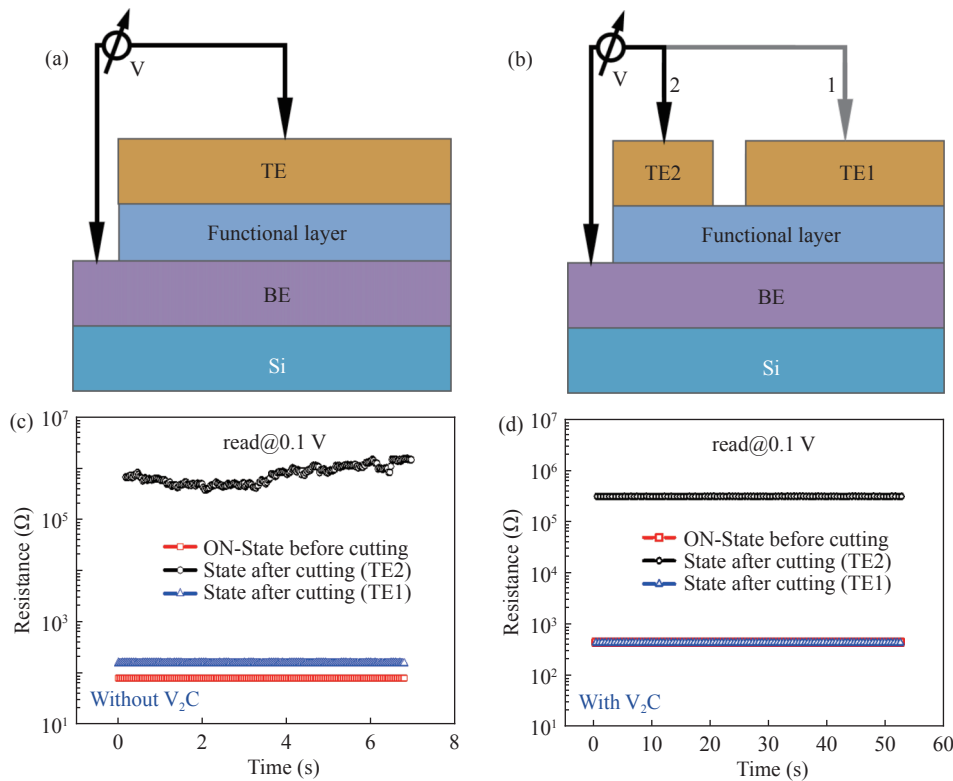 (a)
V
TE
Functional layer
BE
Si
(b)
V
2
1
TE2
TE1
Functional layer
BE
Si
(c)
10⁷
10⁶
10⁵
10⁴
10³
10²
10¹
Resistance (Ω)
read@0.1 V
ON-State before cutting
State after cutting (TE2)
State after cutting (TE1)
Without V₂C
0
2
4
6
8
Time (s)
(d)
10⁷
10⁶
10⁵
10⁴
10³
10²
10¹
Resistance (Ω)
read@0.1 V
ON-State before cutting
State after cutting (TE2)
State after cutting (TE1)
With V₂C
0
10
20
30
40
50
60
Time (s)